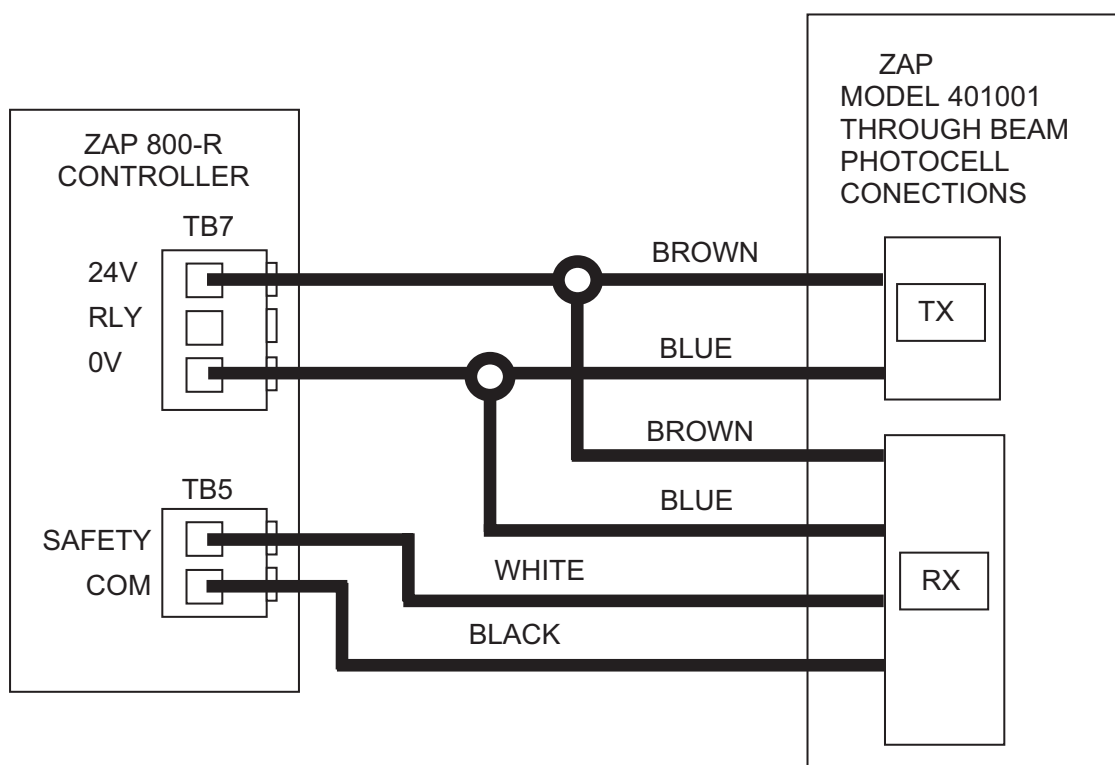 ZAP 800-R
CONTROLLER
TB7
24V
RLY
0V
TB5
SAFETY
COM
BROWN
BLUE
BROWN
BLUE
WHITE
BLACK
ZAP
MODEL 401001
THROUGH BEAM
PHOTOCELL
CONECTIONS
TX
RX